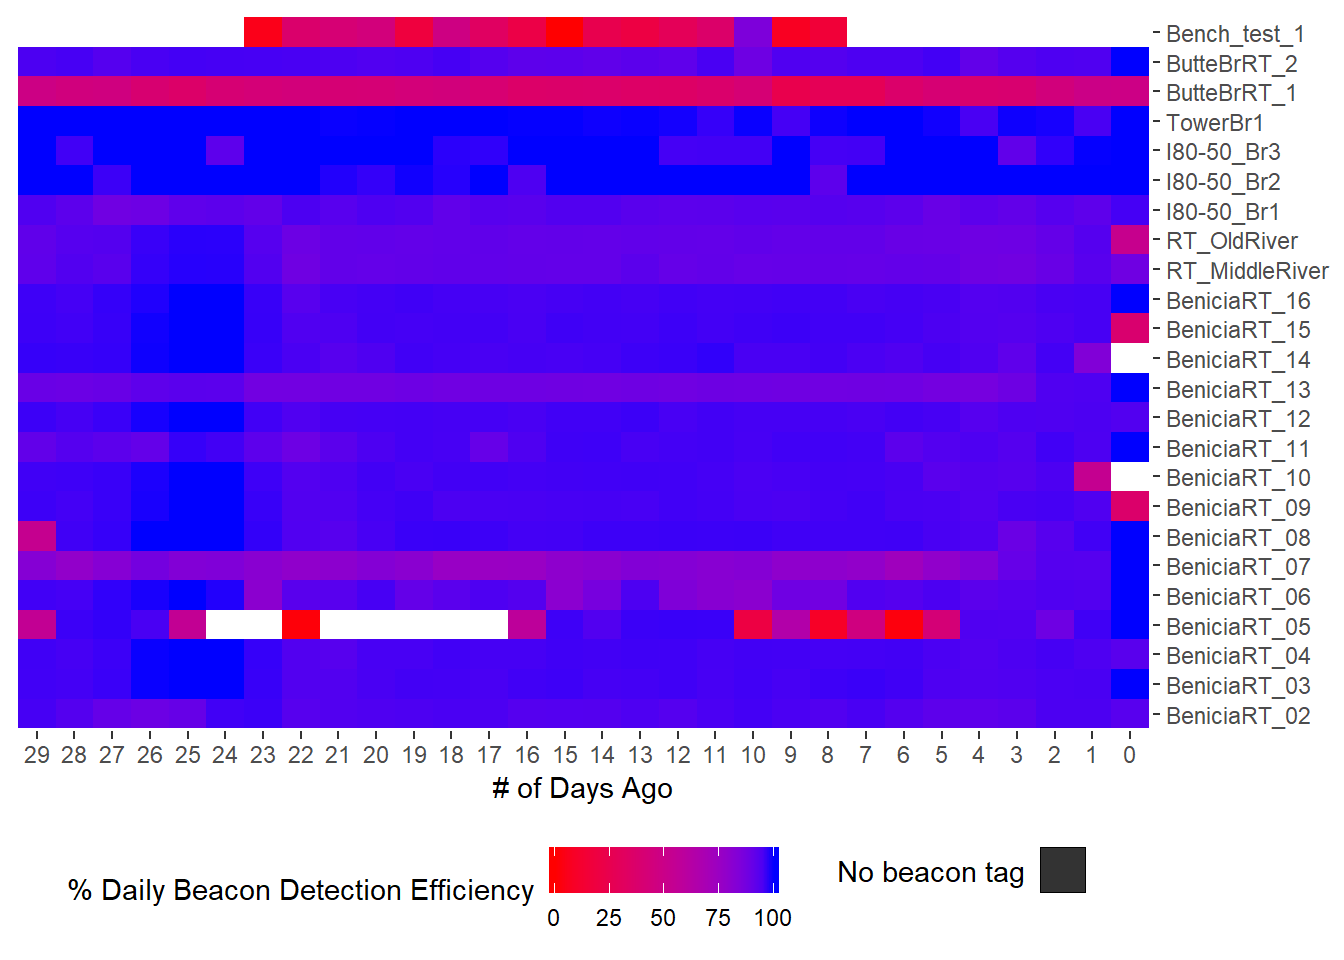 Bench_test_1
ButteBrRT_2
ButteBrRT_1
TowerBr1
I80-50_Br3
I80-50_Br2
I80-50_Br1
RT_OldRiver
RT_MiddleRiver
BeniciaRT_16
BeniciaRT_15
BeniciaRT_14
BeniciaRT_13
BeniciaRT_12
BeniciaRT_11
BeniciaRT_10
BeniciaRT_09
BeniciaRT_08
BeniciaRT_07
BeniciaRT_06
BeniciaRT_05
BeniciaRT_04
BeniciaRT_03
BeniciaRT_02
29 28 27 26 25 24 23 22 21 20 19 18 17 16 15 14 13 12 11 10 9 8 7 6 5 4 3 2 1 0
# of Days Ago
% Daily Beacon Detection Efficiency
0 25 50 75 100
No beacon tag